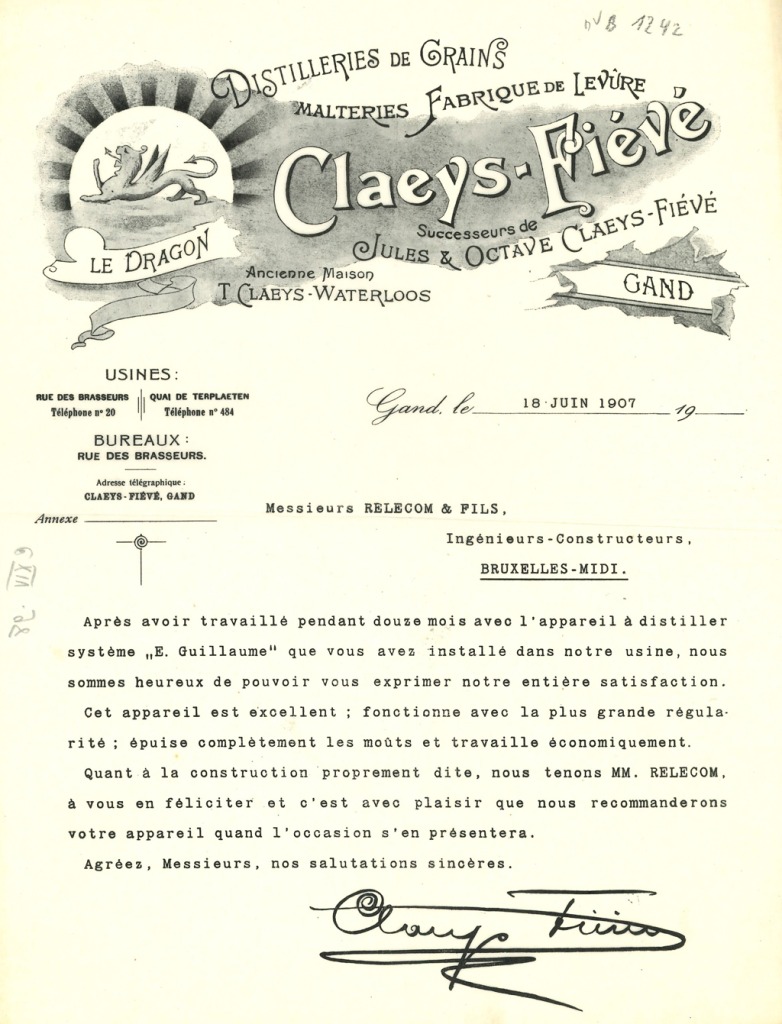 DVB 1242
DISTILLERIES DE GRAINS
MALTERIES FABRIQUE DE LEVÛRE
Claeys-Fiévé
Successeurs de
JULES & OCTAVE CLAEYS-FIÉVÉ
LE DRAGON
Ancienne Maison
T CLAEYS-WATERLOOS
GAND
USINES:
RUE DES BRASSEURS
Téléphone nº 20
QUAI DE TERPLAETEN
Téléphone nº 484
BUREAUX:
RUE DES BRASSEURS.
Adresse télégraphique:
CLAEYS-FIÉVÉ, GAND
Annexe
Gand, le 18 JUIN 1907 19
Messieurs RELECOM & FILS,
Ingénieurs-Constructeurs,
BRUXELLES-MIDI.
Après avoir travaillé pendant douze mois avec l'appareil à distiller
système „E. Guillaume" que vous avez installé dans notre usine, nous
sommes heureux de pouvoir vous exprimer notre entière satisfaction.
Cet appareil est excellent ; fonctionne avec la plus grande régula-
rité ; épuise complètement les moûts et travaille économiquement.
Quant à la construction proprement dite, nous tenons MM. RELECOM,
à vous en féliciter et c'est avec plaisir que nous recommanderons
votre appareil quand l'occasion s'en présentera.
Agréez, Messieurs, nos salutations sincères.
Claeys Fiévé